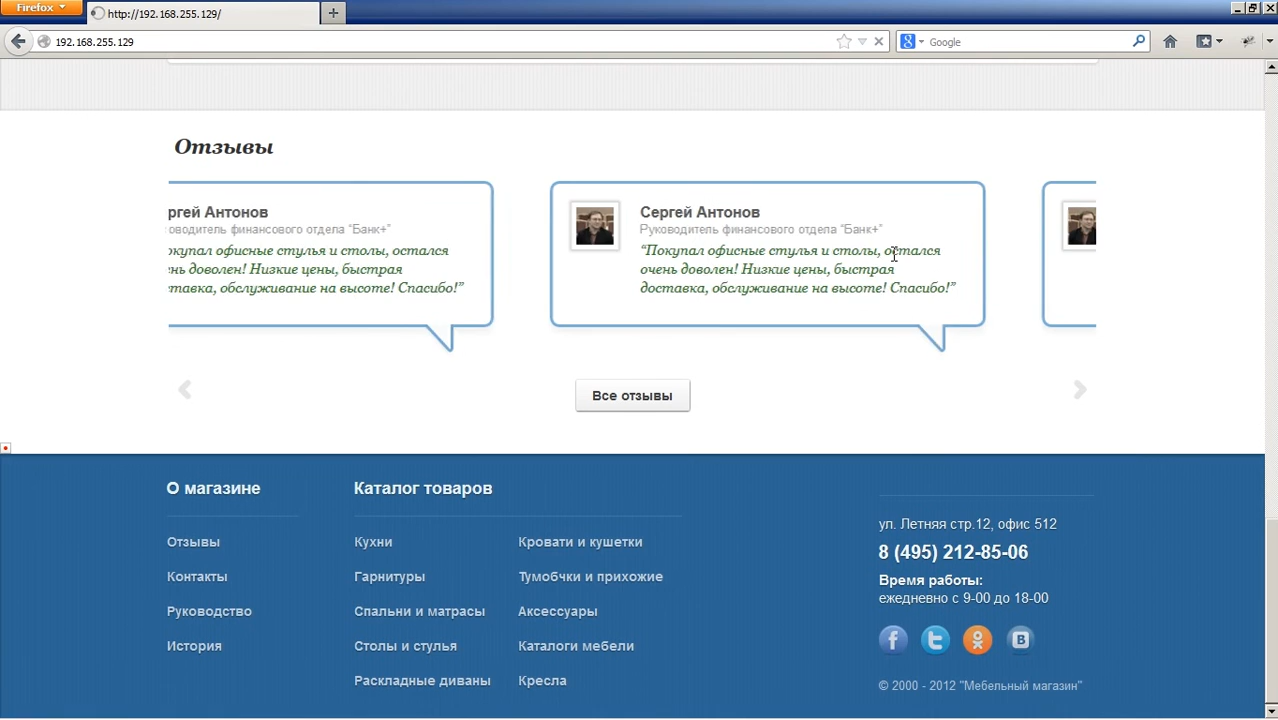 Firefox
http://192.168.255.129/
192.168.255.129
Google
Отзывы
ргей Антонов
Руководитель финансового отдела “Банк+”
“Покупал офисные стулья и столы, остался
очень доволен! Низкие цены, быстрая
доставка, обслуживание на высоте! Спасибо!”
Сергей Антонов
Руководитель финансового отдела “Банк+”
“Покупал офисные стулья и столы, остался
очень доволен! Низкие цены, быстрая
доставка, обслуживание на высоте! Спасибо!”
Все отзывы
О магазине
Отзывы
Контакты
Руководство
История
Каталог товаров
Кухни
Гарнитуры
Спальни и матрасы
Столы и стулья
Раскладные диваны
Кровати и кушетки
Тумобчки и прихожие
Аксессуары
Каталоги мебели
Кресла
ул. Летняя стр.12, офис 512
8 (495) 212-85-06
Время работы:
ежедневно с 9-00 до 18-00
© 2000 - 2012 "Мебельный магазин"